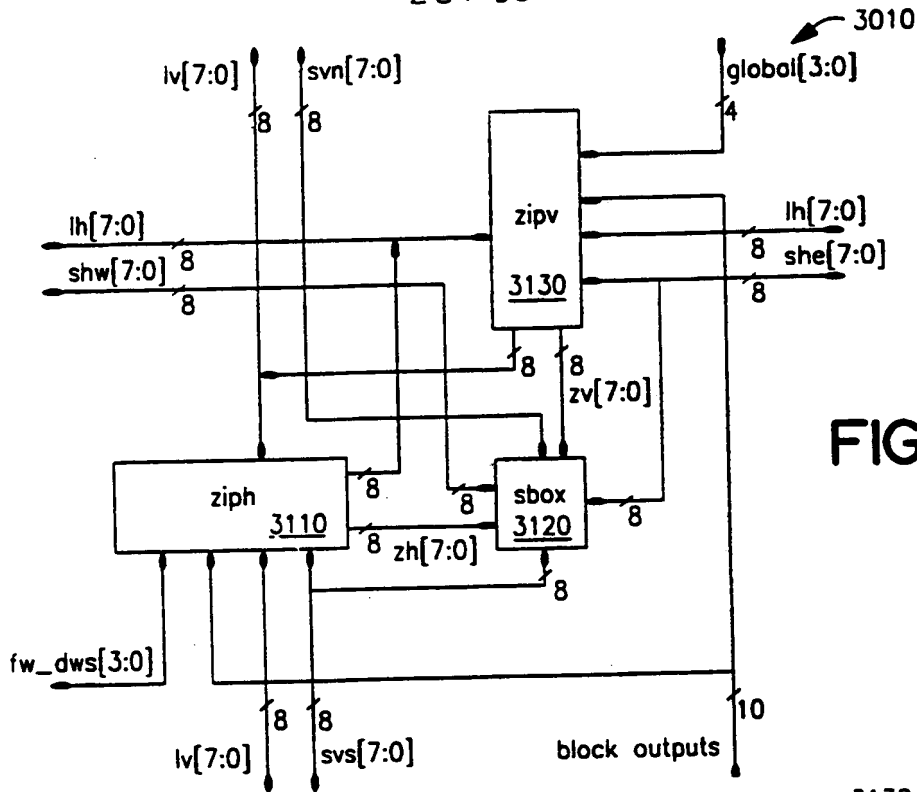 3010
lv[7:0]
svn[7:0]
global[3:0]
8
8
4
lh[7:0]
8
zipv
lh[7:0]
8
shw[7:0]
8
3130
she[7:0]
8
8
8
zv[7:0]
FIG
ziph
3110
8
8
sbox
3120
8
8
zh[7:0]
8
fw_dws[3:0]
8
8
10
lv[7:0]
svs[7:0]
block outputs